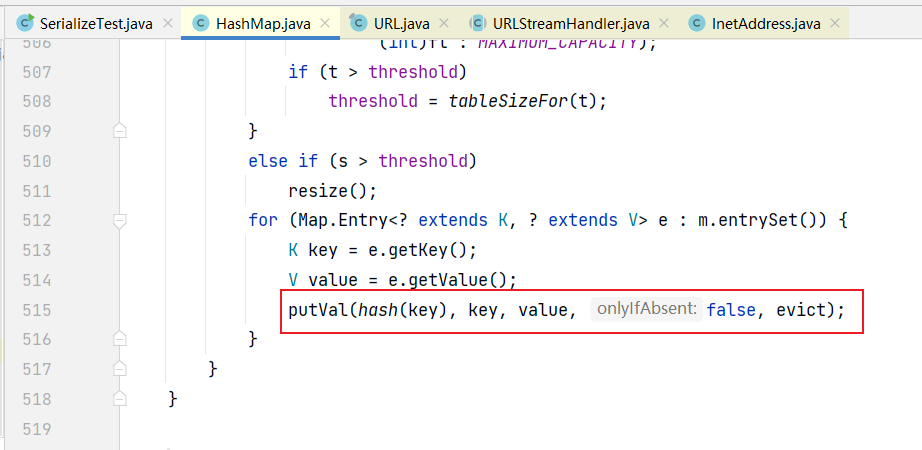 SerializeTest.java HashMap.java URL.java URLStreamHandler.java InetAddress.java
506 (int)ft : MAXIMUM_CAPACITY);
507 if (t > threshold)
508 threshold = tableSizeFor(t);
509 }
510 else if (s > threshold)
511 resize();
512 for (Map.Entry<? extends K, ? extends V> e : m.entrySet()) {
513 K key = e.getKey();
514 V value = e.getValue();
515 putVal(hash(key), key, value, onlyIfAbsent: false, evict);
516 }
517 }
518 }
519